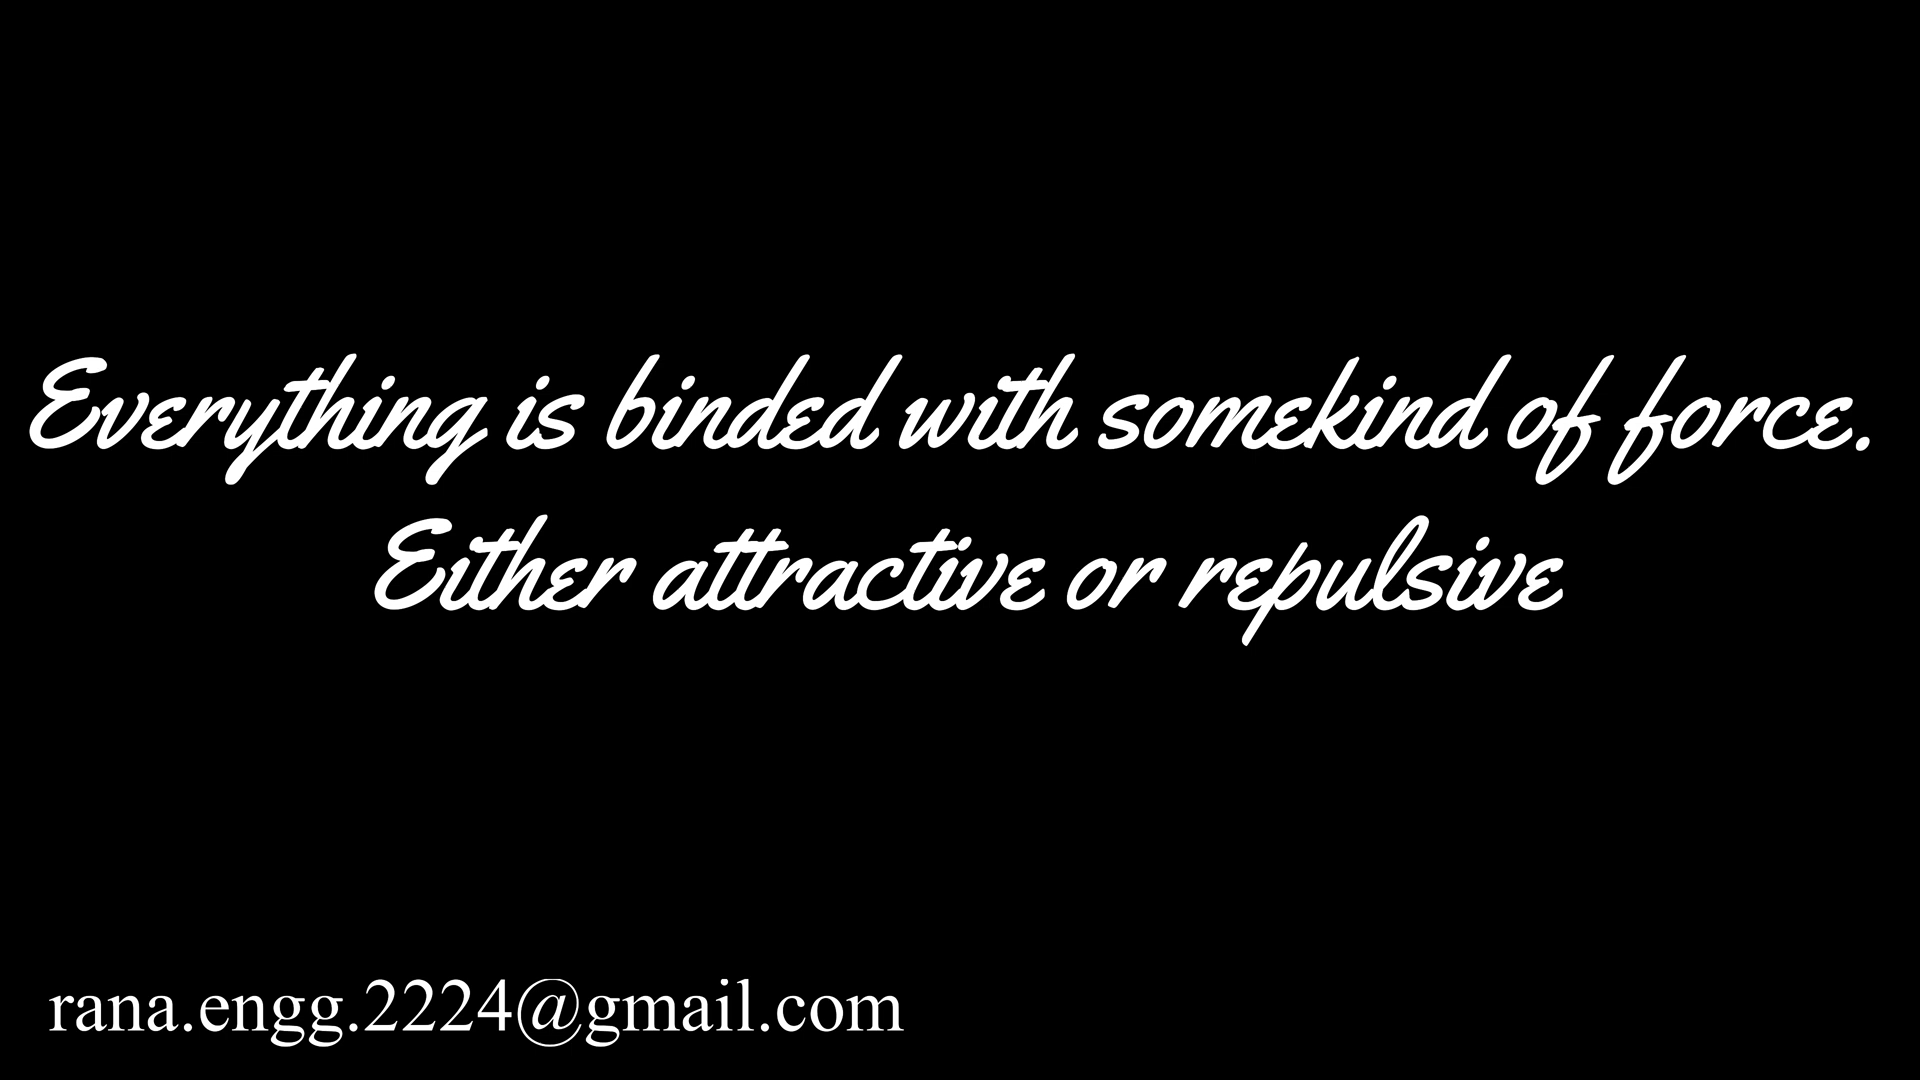 Everything is binded with somekind of force.
Either attractive or repulsive
rana.engg.2224@gmail.com